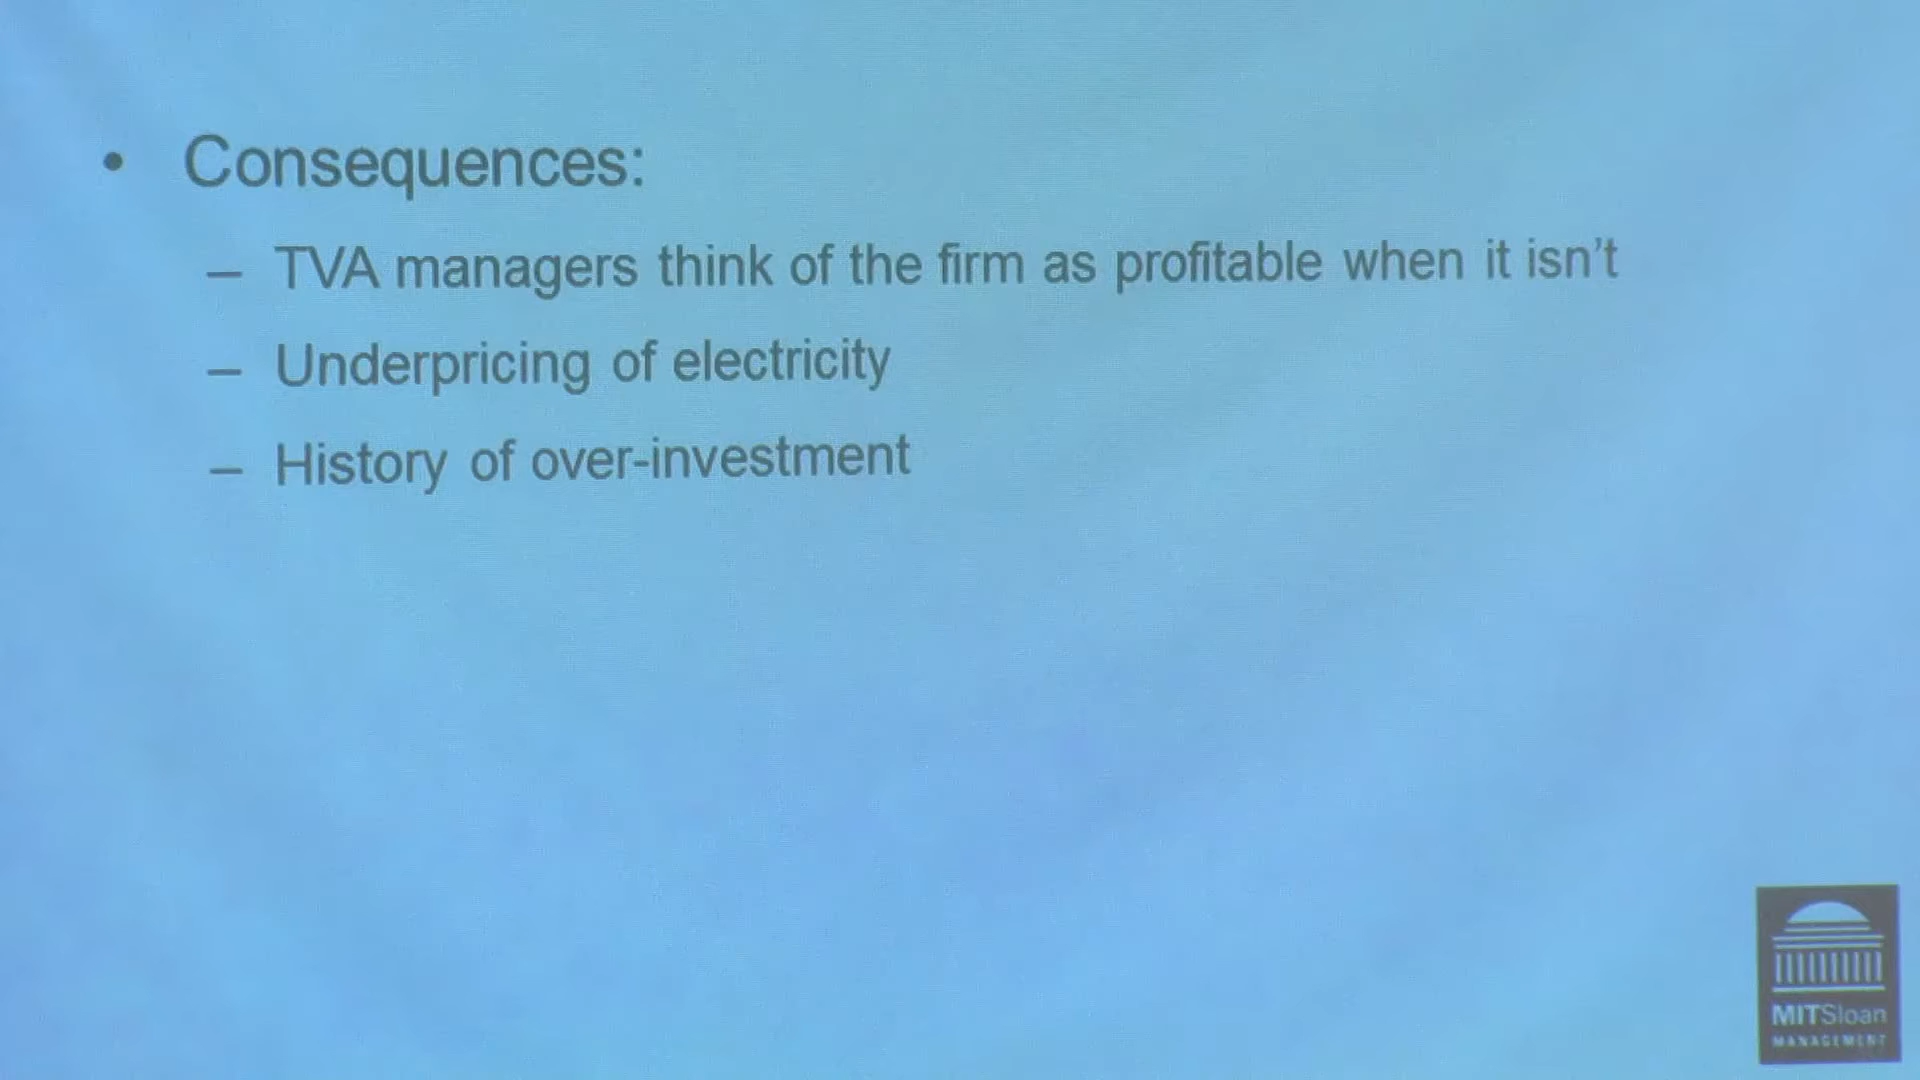 • Consequences:
– TVA managers think of the firm as profitable when it isn’t
– Underpricing of electricity
– History of over-investment
MITSloan
MANAGEMENT